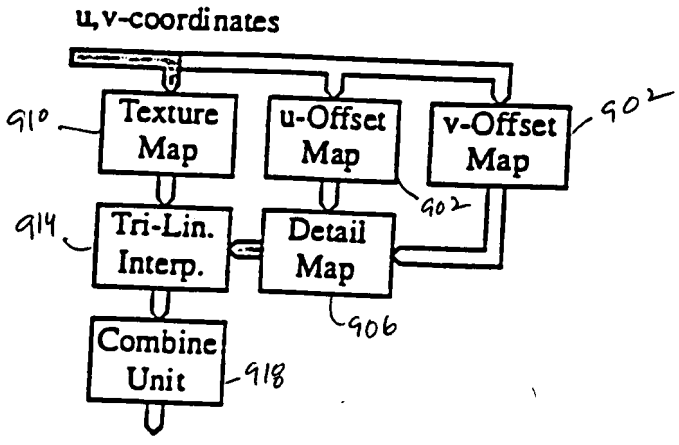 u,v-coordinates
910
Texture
Map
u-Offset
Map
902
v-Offset
Map
902
914
Tri-Lin.
Interp.
Detail
Map
906
Combine
Unit
918